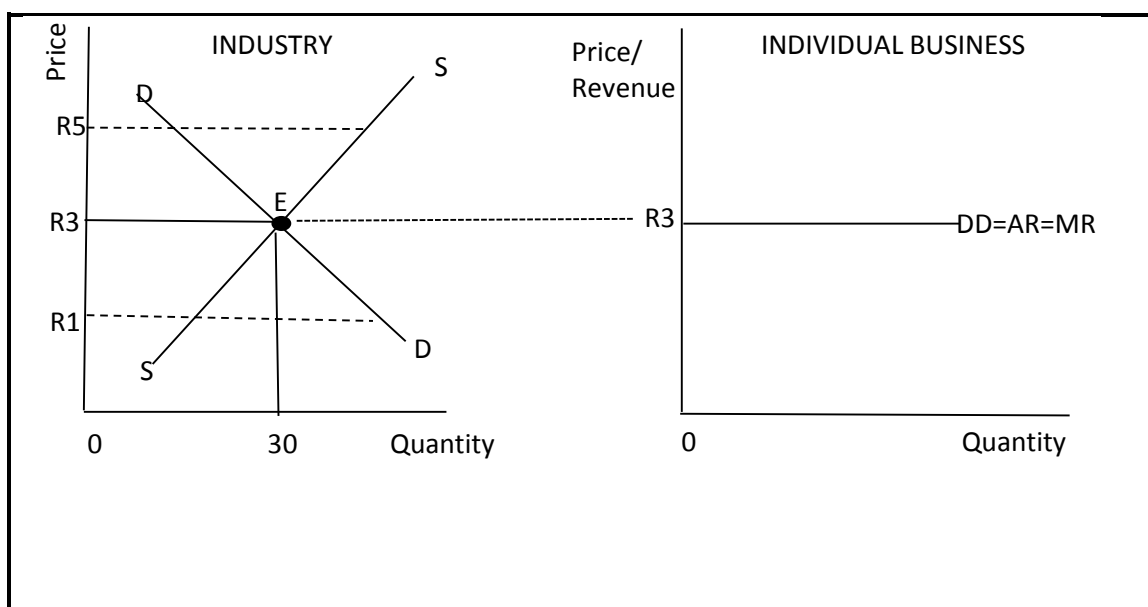 INDUSTRY
Price
D
S
R5
E
R3
R1
S
D
0 30 Quantity
INDIVIDUAL BUSINESS
Price/
Revenue
R3
DD=AR=MR
0 Quantity